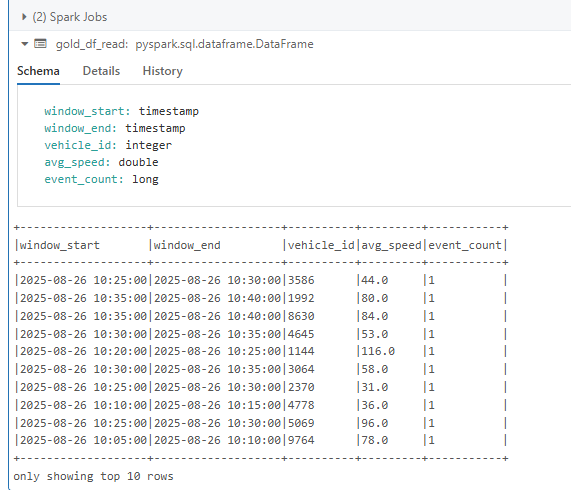 (2) Spark Jobs
gold_df_read: pyspark.sql.dataframe.DataFrame
Schema Details History
window_start: timestamp
window_end: timestamp
vehicle_id: integer
avg_speed: double
event_count: long
+-------------------+-------------------+----------+---------+-----------+
|window_start       |window_end         |vehicle_id|avg_speed|event_count|
+-------------------+-------------------+----------+---------+-----------+
|2025-08-26 10:25:00|2025-08-26 10:30:00|3586      |44.0     |1          |
|2025-08-26 10:35:00|2025-08-26 10:40:00|1992      |80.0     |1          |
|2025-08-26 10:35:00|2025-08-26 10:40:00|8630      |84.0     |1          |
|2025-08-26 10:30:00|2025-08-26 10:35:00|4645      |53.0     |1          |
|2025-08-26 10:20:00|2025-08-26 10:25:00|1144      |116.0    |1          |
|2025-08-26 10:30:00|2025-08-26 10:35:00|3064      |58.0     |1          |
|2025-08-26 10:25:00|2025-08-26 10:30:00|2370      |31.0     |1          |
|2025-08-26 10:10:00|2025-08-26 10:15:00|4778      |36.0     |1          |
|2025-08-26 10:25:00|2025-08-26 10:30:00|5069      |96.0     |1          |
|2025-08-26 10:05:00|2025-08-26 10:10:00|9764      |78.0     |1          |
+-------------------+-------------------+----------+---------+-----------+
only showing top 10 rows